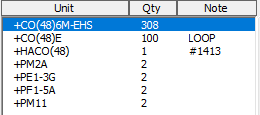 Unit Qty Note
+CO(48)6M-EHS 308
+CO(48)E 100 LOOP
+HACO(48) 1 #1413
+PM2A 2
+PE1-3G 2
+PF1-5A 2
+PM11 2